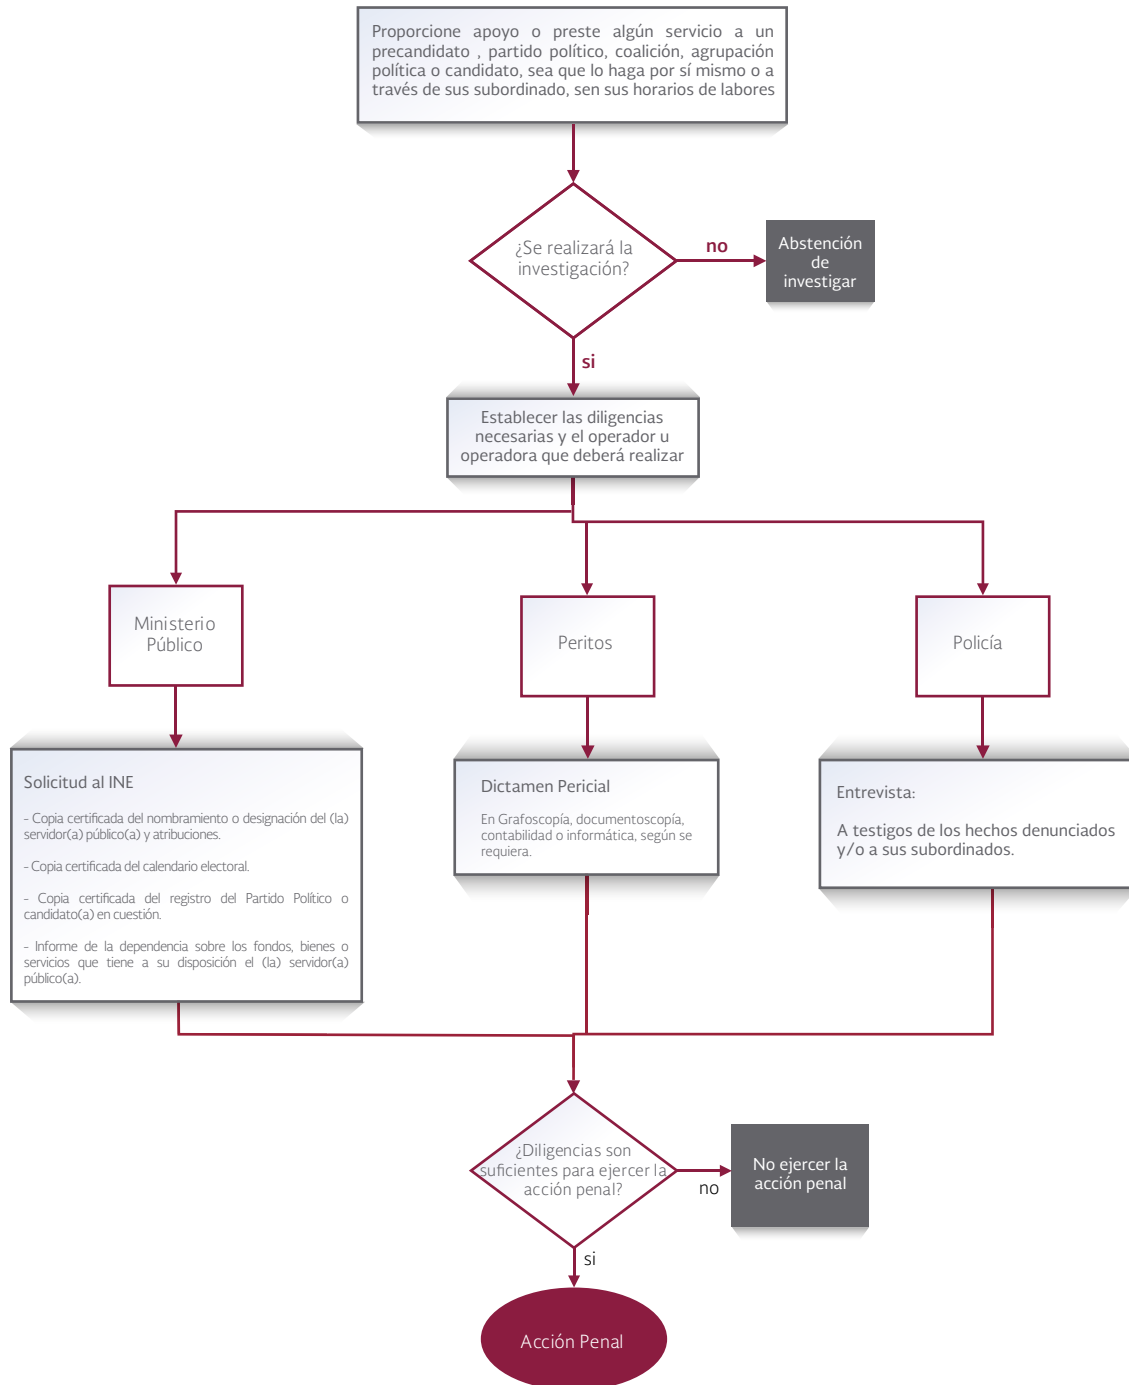 Proporcione apoyo o preste algún servicio a un
precandidato , partido político, coalición, agrupación
política o candidato, sea que lo haga por sí mismo o a
través de sus subordinado, sen sus horarios de labores
¿Se realizará la
investigación?
no
Abstención
de
investigar
si
Establecer las diligencias
necesarias y el operador u
operadora que deberá realizar
Ministerio
Público
Peritos
Policía
Solicitud al INE
- Copia certificada del nombramiento o designación del (la)
servidor(a) público(a) y atribuciones.
- Copia certificada del calendario electoral.
- Copia certificada del registro del Partido Político o
candidato(a) en cuestión.
- Informe de la dependencia sobre los fondos, bienes o
servicios que tiene a su disposición el (la) servidor(a)
público(a).
Dictamen Pericial
En Grafoscopía, documentoscopía,
contabilidad o informática, según se
requiera.
Entrevista:
A testigos de los hechos denunciados
y/o a sus subordinados.
¿Diligencias son
suficientes para ejercer la
acción penal?
no
No ejercer la
acción penal
si
Acción Penal